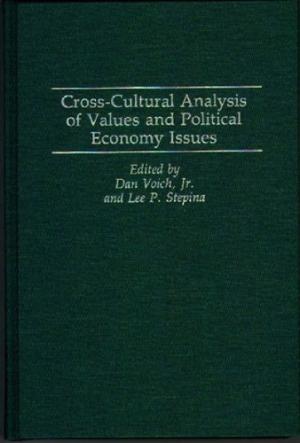 Cross-Cultural Analysis
of Values and Political
Economy Issues
Edited by
Dan Voich, Jr.
and Lee P. Stepina